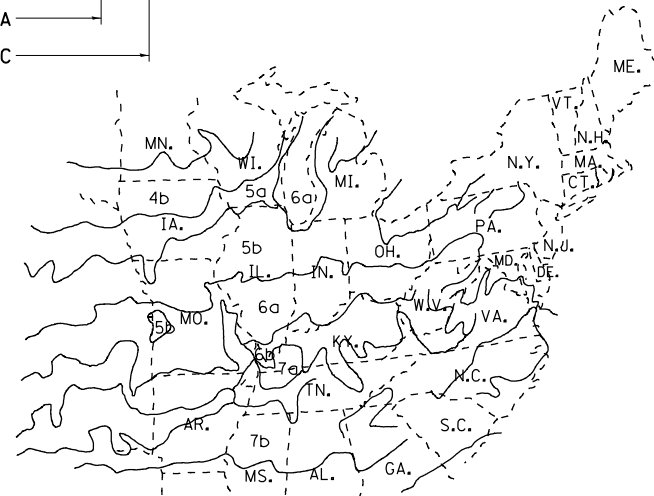 A
C
ME.
VT.
MN.
N.H.
WI.
N.Y.
MA.
MI.
CT.
4b
5a
6a
IA.
PA.
5b
OH.
N.J.
IL.
IN.
MD.
DE.
6a
W.V.
MO.
VA.
5b
KY.
6b
7a
N.C.
TN.
AR.
S.C.
7b
MS.
AL.
GA.